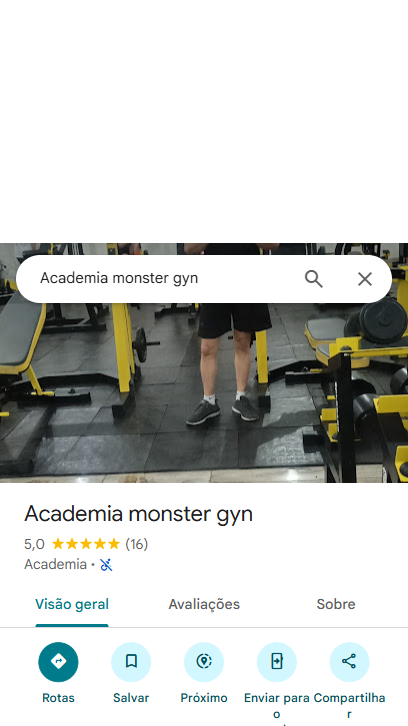 Academia monster gyn
Academia monster gyn
5,0 (16)
Academia ·
Visão geral Avaliações Sobre
Rotas Salvar Próximo Enviar para o Compartilhar